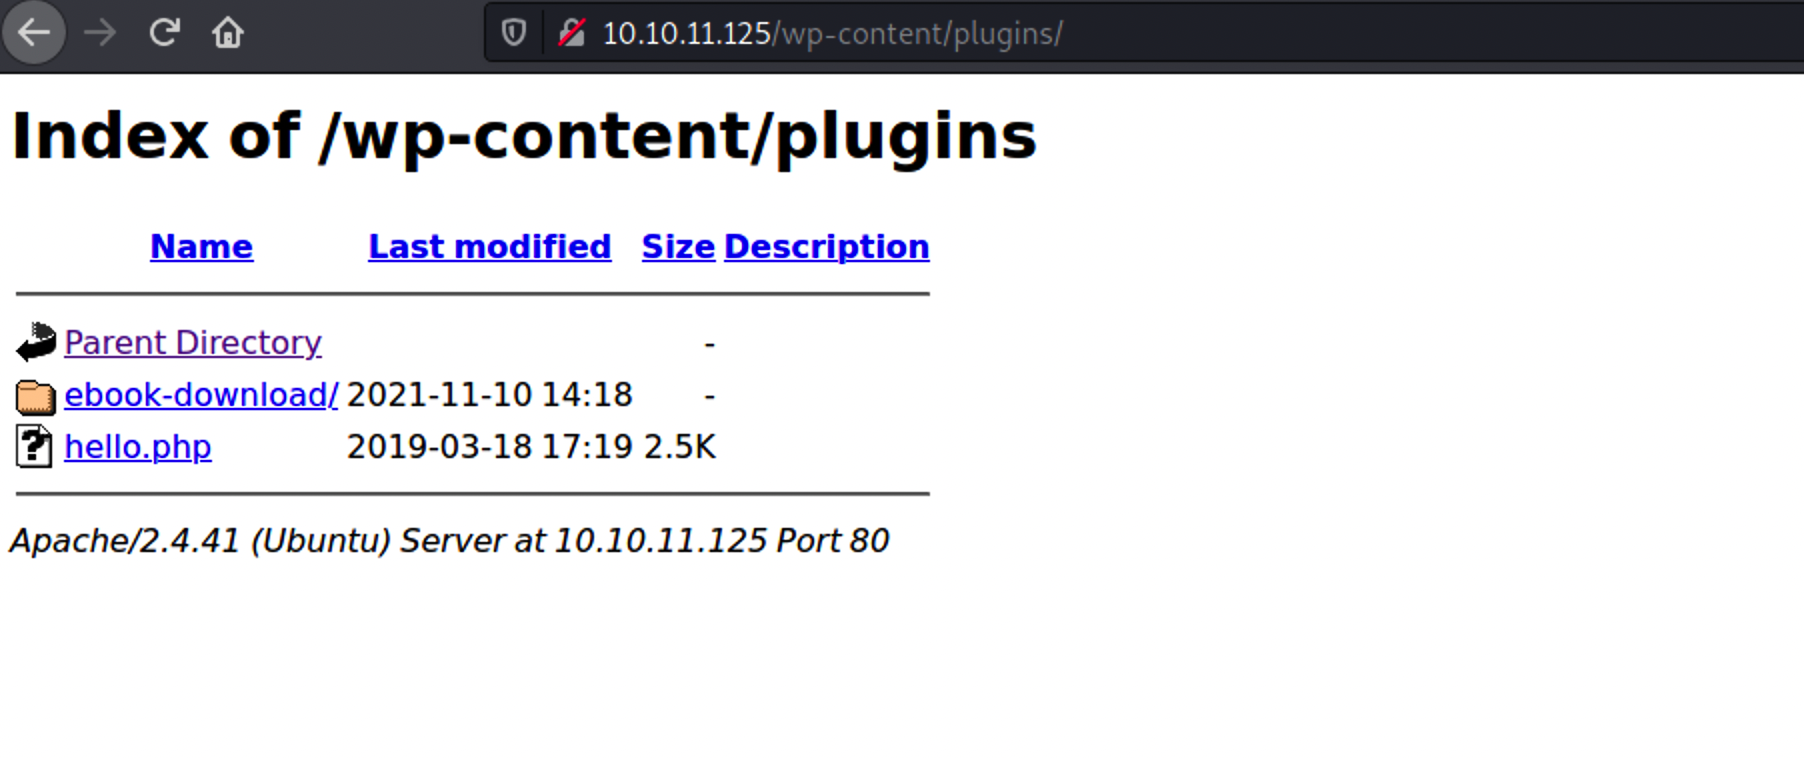 10.10.11.125/wp-content/plugins/
Index of /wp-content/plugins
Name Last modified Size Description
Parent Directory -
ebook-download/ 2021-11-10 14:18 -
hello.php 2019-03-18 17:19 2.5K
Apache/2.4.41 (Ubuntu) Server at 10.10.11.125 Port 80